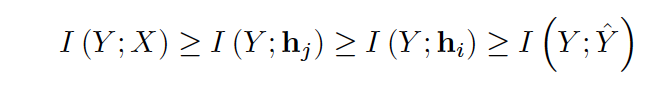 I (Y; X) ≥ I (Y; h_j) ≥ I (Y; h_i) ≥ I (Y; Ŷ)